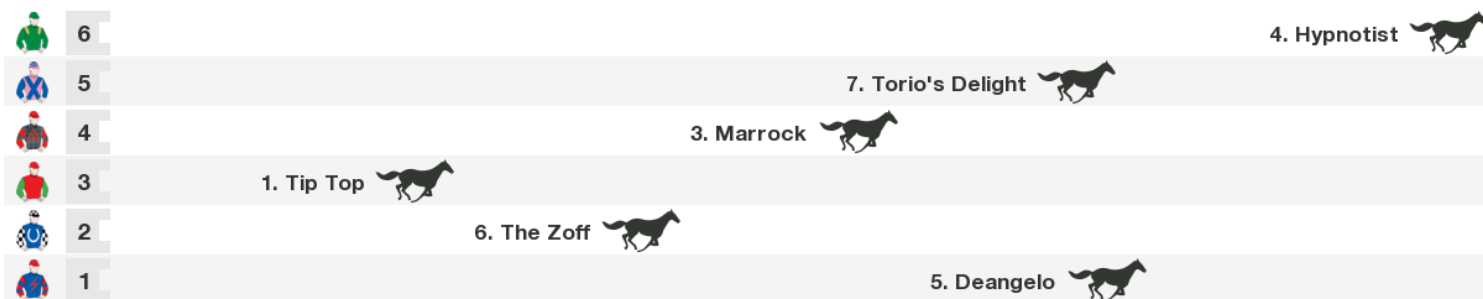 6 4. Hypnotist
5 7. Torio's Delight
4 3. Marrock
3 1. Tip Top
2 6. The Zoff
1 5. Deangelo